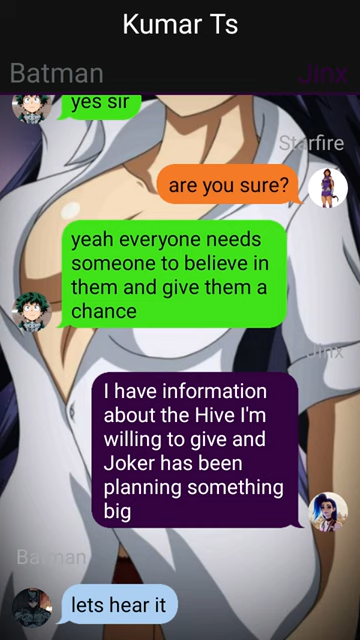 Kumar Ts
Batman
Jinx
yes sir
Starfire
are you sure?
yeah everyone needs
someone to believe in
them and give them a
chance
Jinx
I have information
about the Hive I'm
willing to give and
Joker has been
planning something
big
Batman
lets hear it